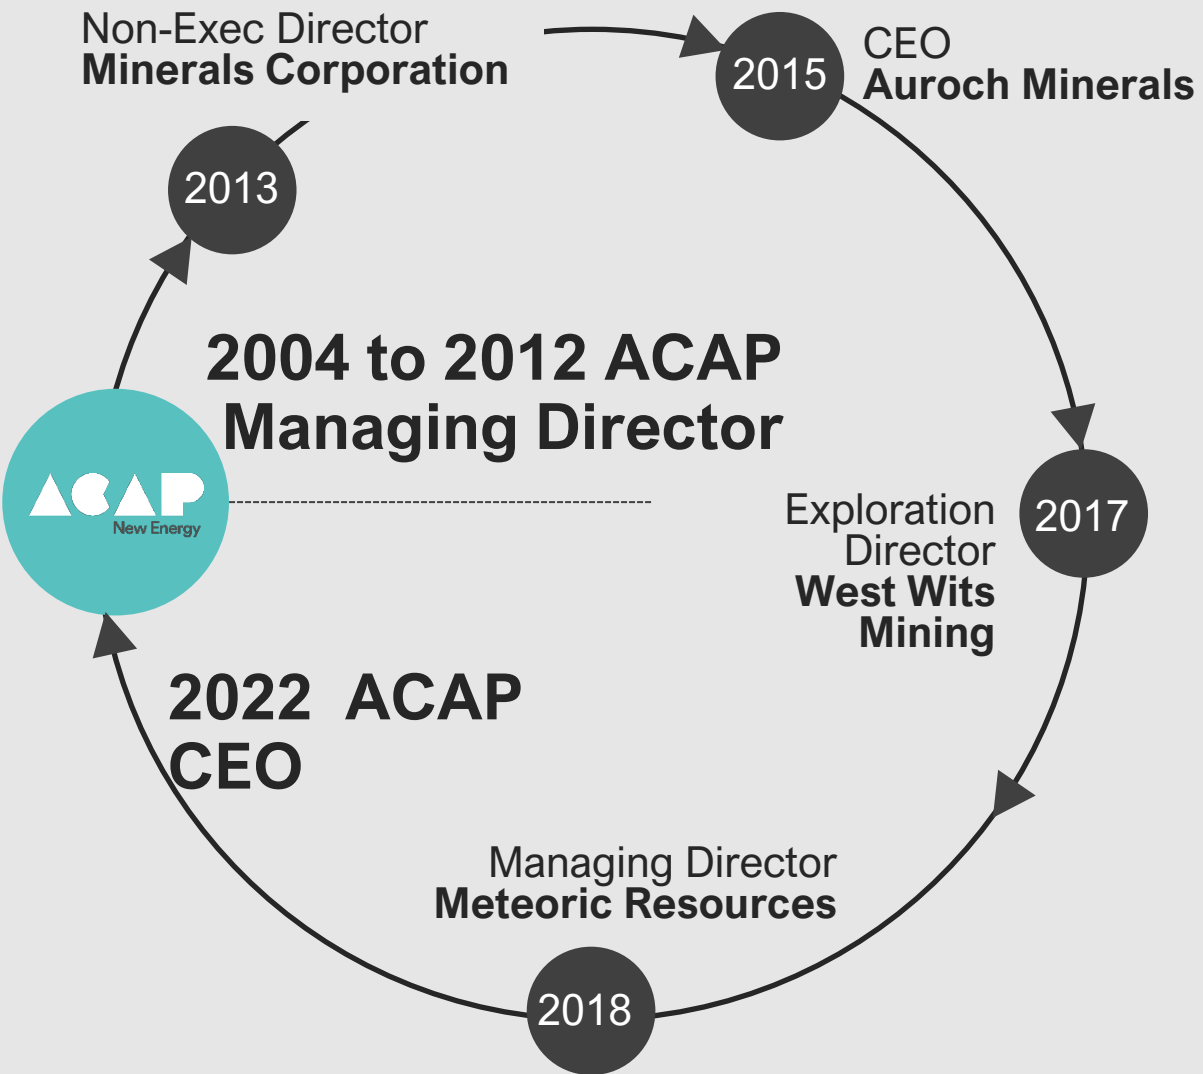 Non-Exec Director
Minerals Corporation
2013
2015
CEO
Auroch Minerals
2004 to 2012 ACAP
Managing Director
ACAP
New Energy
Exploration
Director
West Wits
Mining
2017
2022 ACAP
CEO
Managing Director
Meteoric Resources
2018